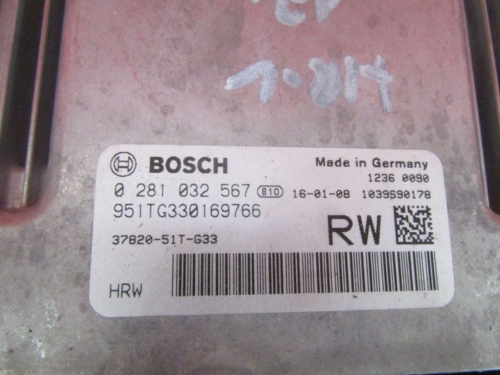 BOSCH
Made in Germany
1236 0090
0 281 032 567 810 16-01-08 1039S90178
951TG330169766
37820-51T-G33
RW
HRW